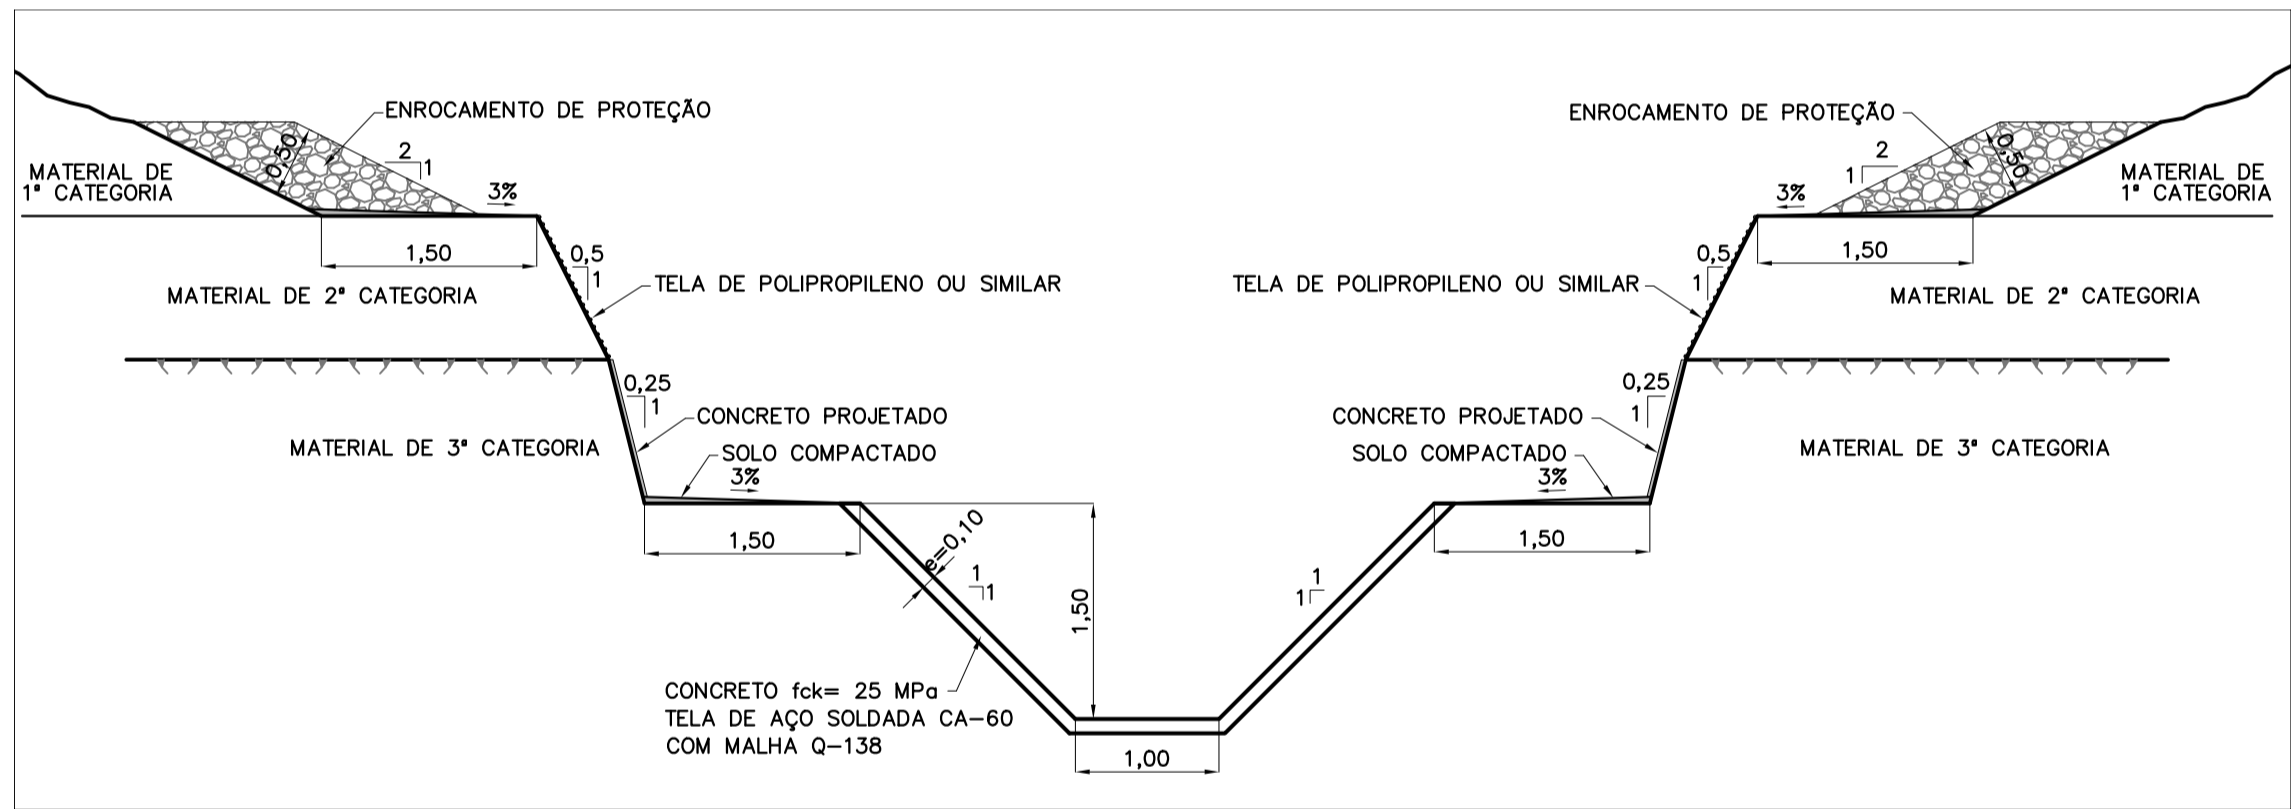 ENROCAMENTO DE PROTEÇÃO
ENROCAMENTO DE PROTEÇÃO
0,50
2
1
2
1
0,50
MATERIAL DE
1ª CATEGORIA
3%
3%
MATERIAL DE
1ª CATEGORIA
1,50
0,5
1
0,5
1
1,50
MATERIAL DE 2ª CATEGORIA
TELA DE POLIPROPILENO OU SIMILAR
TELA DE POLIPROPILENO OU SIMILAR
MATERIAL DE 2ª CATEGORIA
0,25
1
0,25
1
CONCRETO PROJETADO
CONCRETO PROJETADO
MATERIAL DE 3ª CATEGORIA
SOLO COMPACTADO
SOLO COMPACTADO
MATERIAL DE 3ª CATEGORIA
3%
3%
1,50
e=0,10
1
1
1,50
1
1
1,50
CONCRETO fck= 25 MPa
TELA DE AÇO SOLDADA CA-60
COM MALHA Q-138
1,00